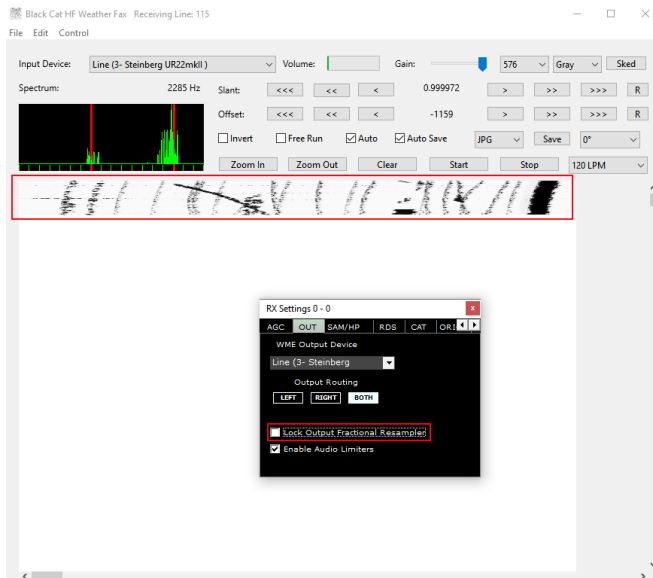 Black Cat HF Weather Fax Receiving Line: 115
File Edit Control
Input Device: Line (3- Steinberg UR22mkII ) Volume: Gain: 576 Gray Sked
Spectrum: 2285 Hz Slant: <<< << < 0.999972 > >> >>> R
Offset: <<< << < -1159 > >> >>> R
Invert Free Run Auto Auto Save JPG Save 0°
Zoom In Zoom Out Clear Start Stop 120 LPM
RX Settings 0 - 0
AGC OUT SAM/HP RDS CAT ORI
WME Output Device
Line (3- Steinberg
Output Routing
LEFT RIGHT BOTH
Lock Output Fractional Resampler
Enable Audio Limiters